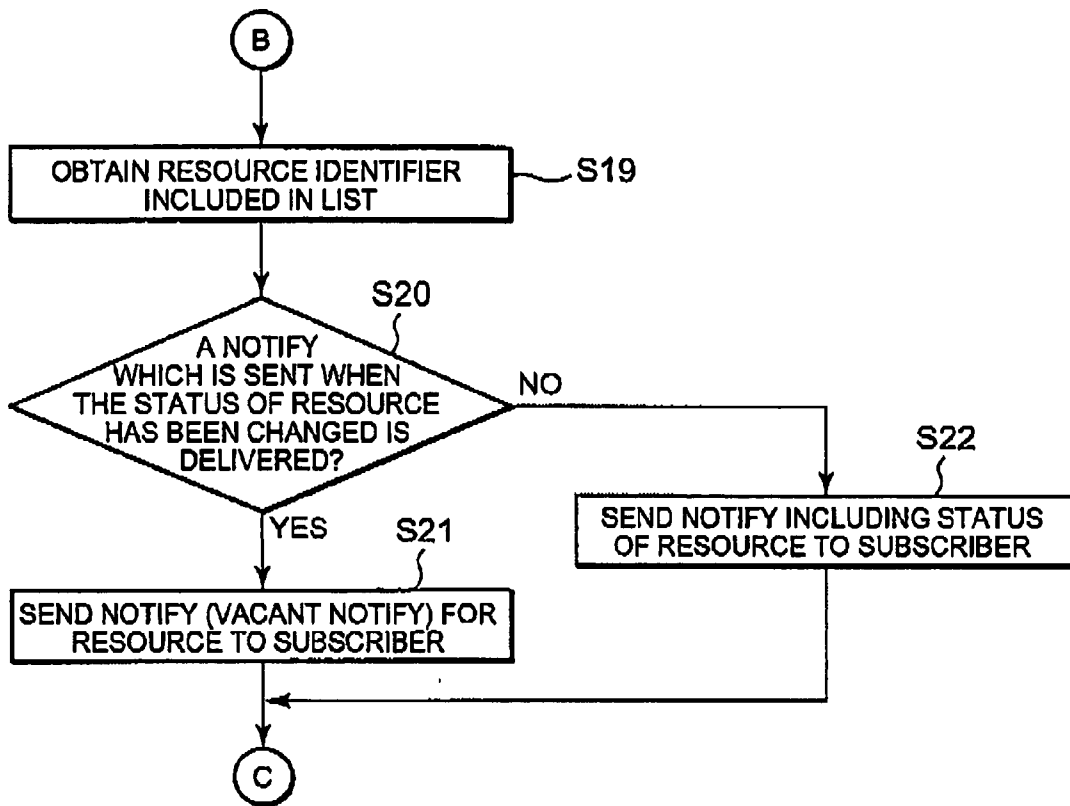 B
OBTAIN RESOURCE IDENTIFIER
INCLUDED IN LIST
S19
S20
A NOTIFY
WHICH IS SENT WHEN
THE STATUS OF RESOURCE
HAS BEEN CHANGED IS
DELIVERED?
NO
YES
S22
SEND NOTIFY INCLUDING STATUS
OF RESOURCE TO SUBSCRIBER
S21
SEND NOTIFY (VACANT NOTIFY) FOR
RESOURCE TO SUBSCRIBER
C